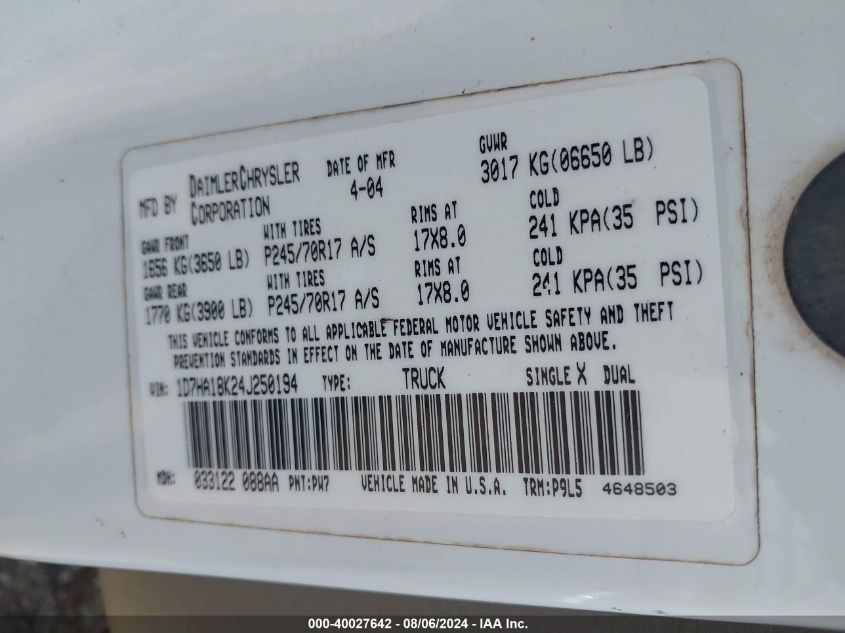 MFD BY DAIMLERCHRYSLER CORPORATION
DATE OF MFR 4-04
GVWR 3017 KG(06650 LB)
GAWR FRONT WITH TIRES RIMS AT COLD
1656 KG(3650 LB) P245/70R17 A/S 17X8.0 241 KPA(35 PSI)
GAWR REAR WITH TIRES RIMS AT COLD
1770 KG(3900 LB) P245/70R17 A/S 17X8.0 241 KPA(35 PSI)
THIS VEHICLE CONFORMS TO ALL APPLICABLE FEDERAL MOTOR VEHICLE SAFETY AND THEFT
PREVENTION STANDARDS IN EFFECT ON THE DATE OF MANUFACTURE SHOWN ABOVE.
VIN: 1D7HA18K24J250194 TYPE: TRUCK SINGLE X DUAL
MDH: 033122 088AA PNT:PW7 VEHICLE MADE IN U.S.A. TRM:P9L5 4648503
000-40027642 - 08/06/2024 - IAA Inc.